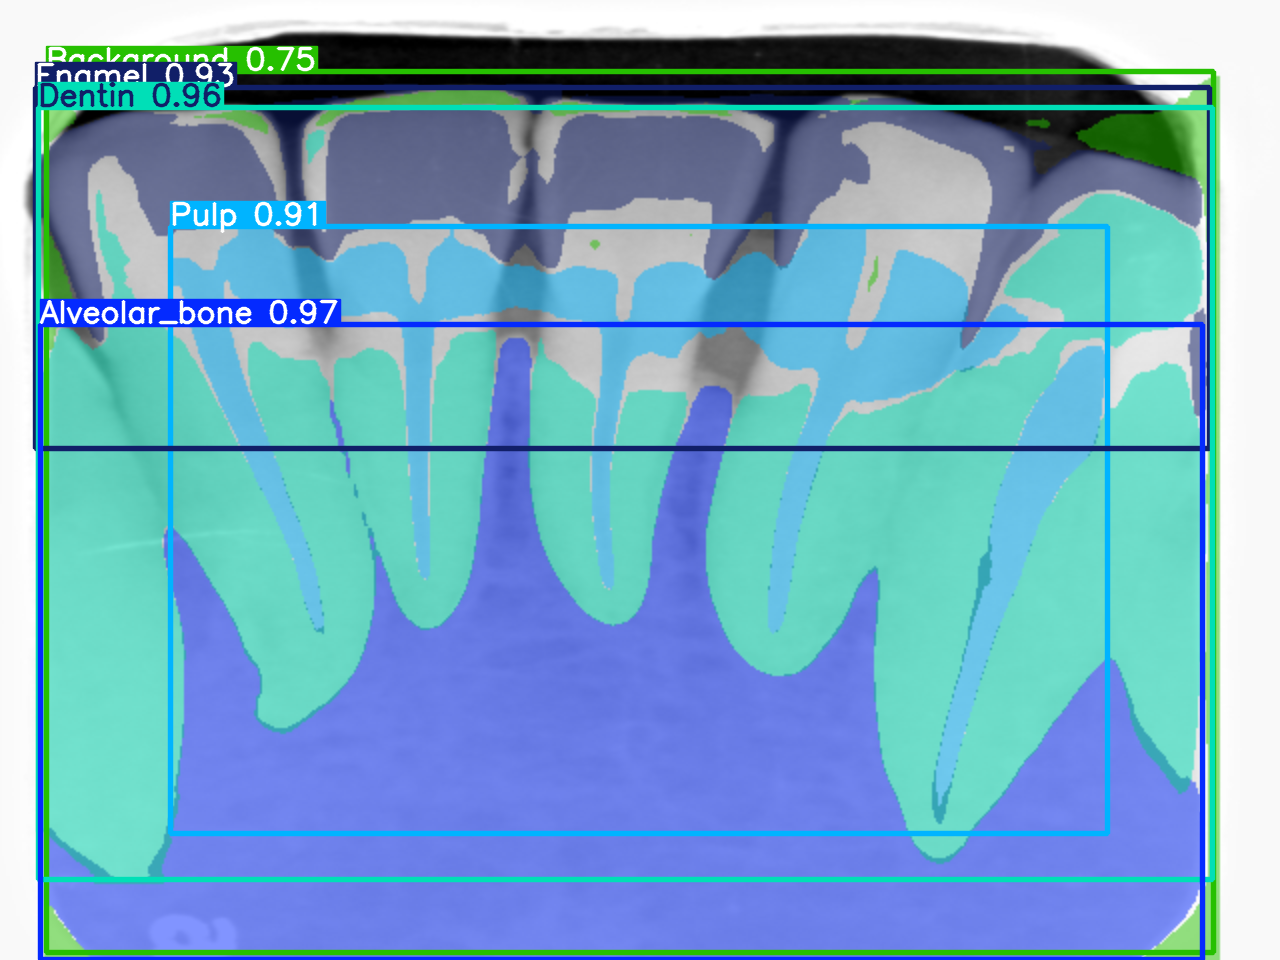 Background 0.75
Enamel 0.93
Dentin 0.96
Pulp 0.91
Alveolar_bone 0.97